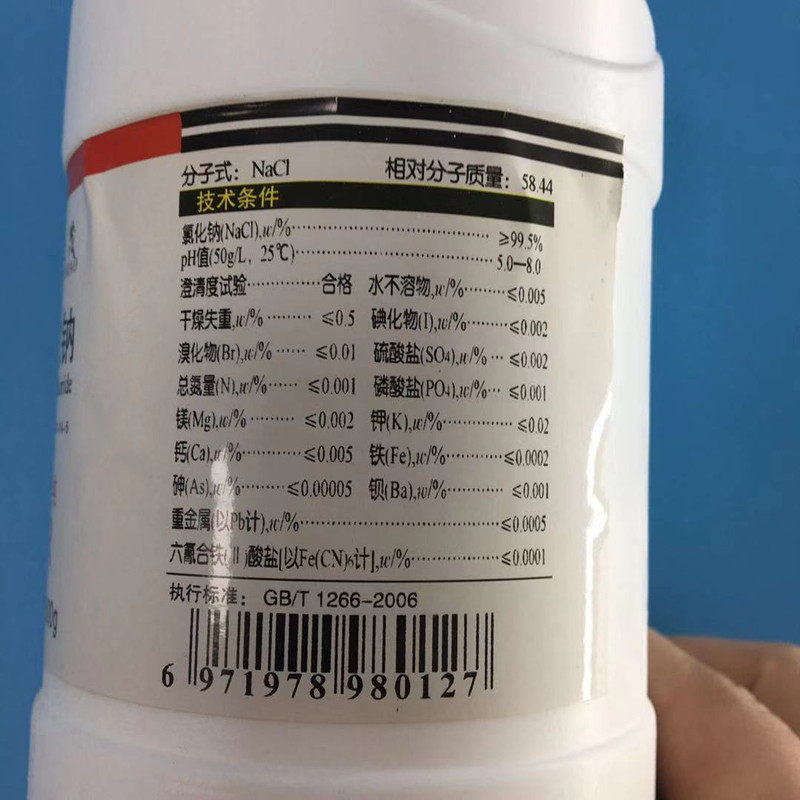 分子式：NaCl 相对分子质量：58.44
技术条件
氯化钠(NaCl),w/%·································≥99.5%
pH值(50g/L，25℃)·································5.0—8.0
澄清度试验············合格 水不溶物,w/%······≤0.005
干燥失重,w/%········≤0.5 碘化物(I),w/%······≤0.002
溴化物(Br),w/%······≤0.01 硫酸盐(SO4),w/%···≤0.002
总氮量(N),w/%······≤0.001 磷酸盐(PO4),w/%···≤0.001
镁(Mg),w/%·········≤0.002 钾(K),w/%·········≤0.02
钙(Ca),w/%·········≤0.005 铁(Fe),w/%·········≤0.0002
砷(As),w/%······≤0.00005 钡(Ba),w/%·········≤0.001
重金属(以Pb计),w/%·································≤0.0005
六氰合铁(Ⅱ)酸盐[以Fe(CN)6计],w/%···············≤0.0001
执行标准：GB/T 1266-2006
6 971978 980127
钠